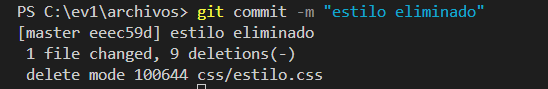 PS C:\ev1\archivos> git commit -m "estilo eliminado"
[master eeec59d] estilo eliminado
 1 file changed, 9 deletions(-)
 delete mode 100644 css/estilo.css